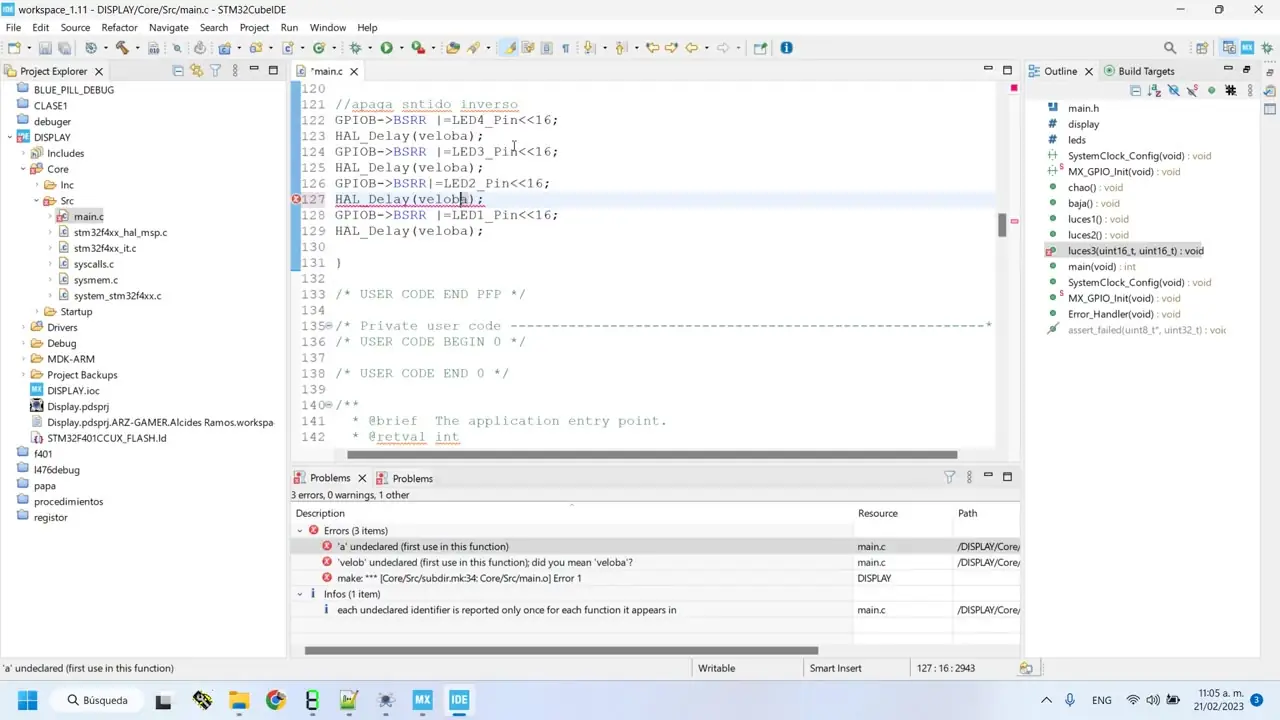 workspace_1.11 - DISPLAY/Core/Src/main.c - STM32CubeIDE
File Edit Source Refactor Navigate Search Project Run Window Help
Project Explorer
BLUE_PILL_DEBUG
CLASE1
debuger
DISPLAY
Includes
Core
Inc
Src
main.c
stm32f4xx_hal_msp.c
stm32f4xx_it.c
syscalls.c
sysmem.c
system_stm32f4xx.c
Startup
Drivers
Debug
MDK-ARM
Project Backups
DISPLAY.ioc
Display.pdsprj
Display.pdsprj.ARZ-GAMER.Alcides Ramos.workspa
STM32F401CCUX_FLASH.ld
f401
l476debug
papa
procedimientos
registor
*main.c
120
121 //apaga sntido inverso
122 GPIOB->BSRR |=LED4_Pin<<16;
123 HAL_Delay(veloba);
124 GPIOB->BSRR |=LED3_Pin<<16;
125 HAL_Delay(veloba);
126 GPIOB->BSRR|=LED2_Pin<<16;
127 HAL_Delay(veloba);
128 GPIOB->BSRR |=LED1_Pin<<16;
129 HAL_Delay(veloba);
130
131 }
132
133 /* USER CODE END PFP */
134
135 /* Private user code ---------------------------------------------------------*
136 /* USER CODE BEGIN 0 */
137
138 /* USER CODE END 0 */
139
140 /**
141 * @brief The application entry point.
142 * @retval int
Problems
Problems
3 errors, 0 warnings, 1 other
Description Resource Path
Errors (3 items)
'a' undeclared (first use in this function) main.c /DISPLAY/Core/
'velob' undeclared (first use in this function); did you mean 'veloba'? main.c /DISPLAY/Core/
make: *** [Core/Src/subdir.mk:34: Core/Src/main.o] Error 1 DISPLAY
Infos (1 item)
each undeclared identifier is reported only once for each function it appears in main.c /DISPLAY/Core/
Outline
Build Targets
main.h
display
leds
SystemClock_Config(void) : void
MX_GPIO_Init(void) : void
chao() : void
baja() : void
luces1() : void
luces2() : void
luces3(uint16_t, uint16_t) : void
main(void) : int
SystemClock_Config(void) : void
MX_GPIO_Init(void) : void
Error_Handler(void) : void
assert_failed(uint8_t*, uint32_t) : voic
'a' undeclared (first use in this function)
Writable
Smart Insert
127 : 16 : 2943
Búsqueda
MX
IDE
ENG
11:05 a. m.
21/02/2023
3